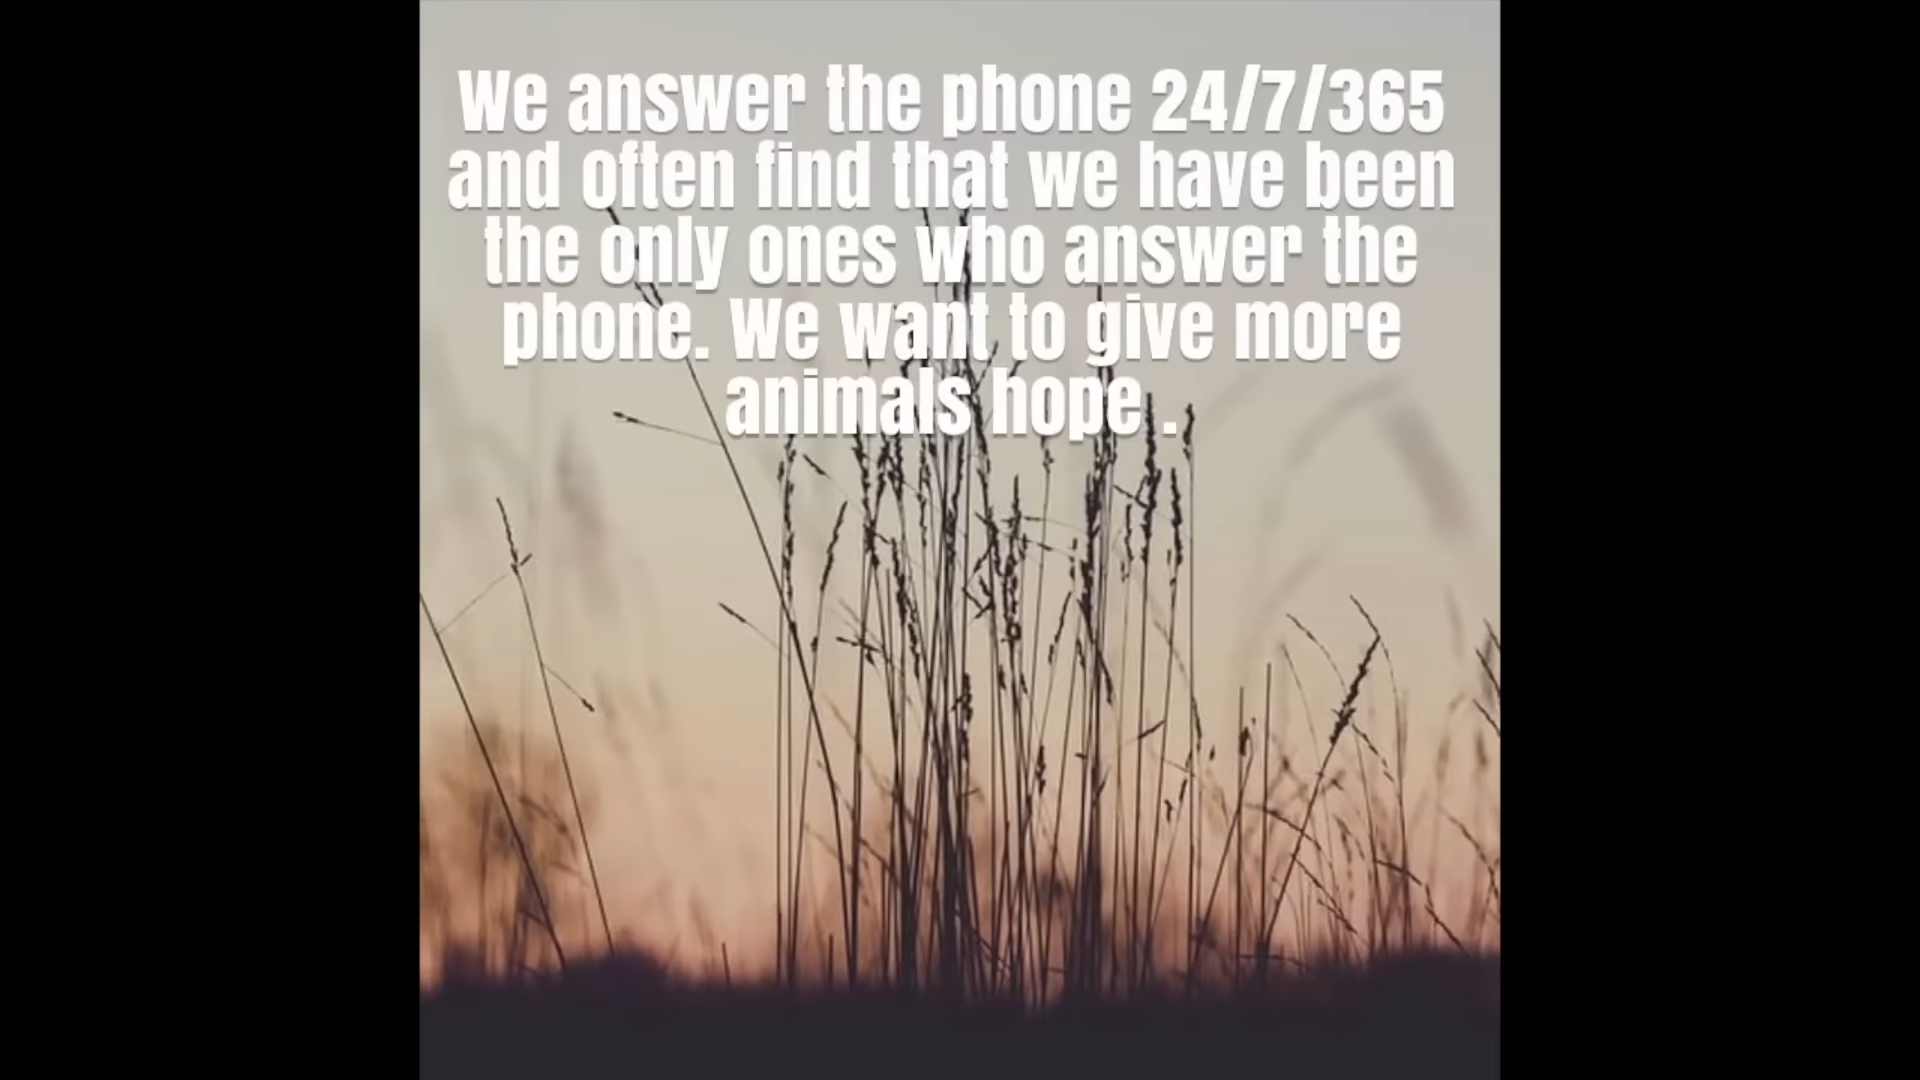 We answer the phone 24/7/365
and often find that we have been
the only ones who answer the
phone. We want to give more
animals hope .